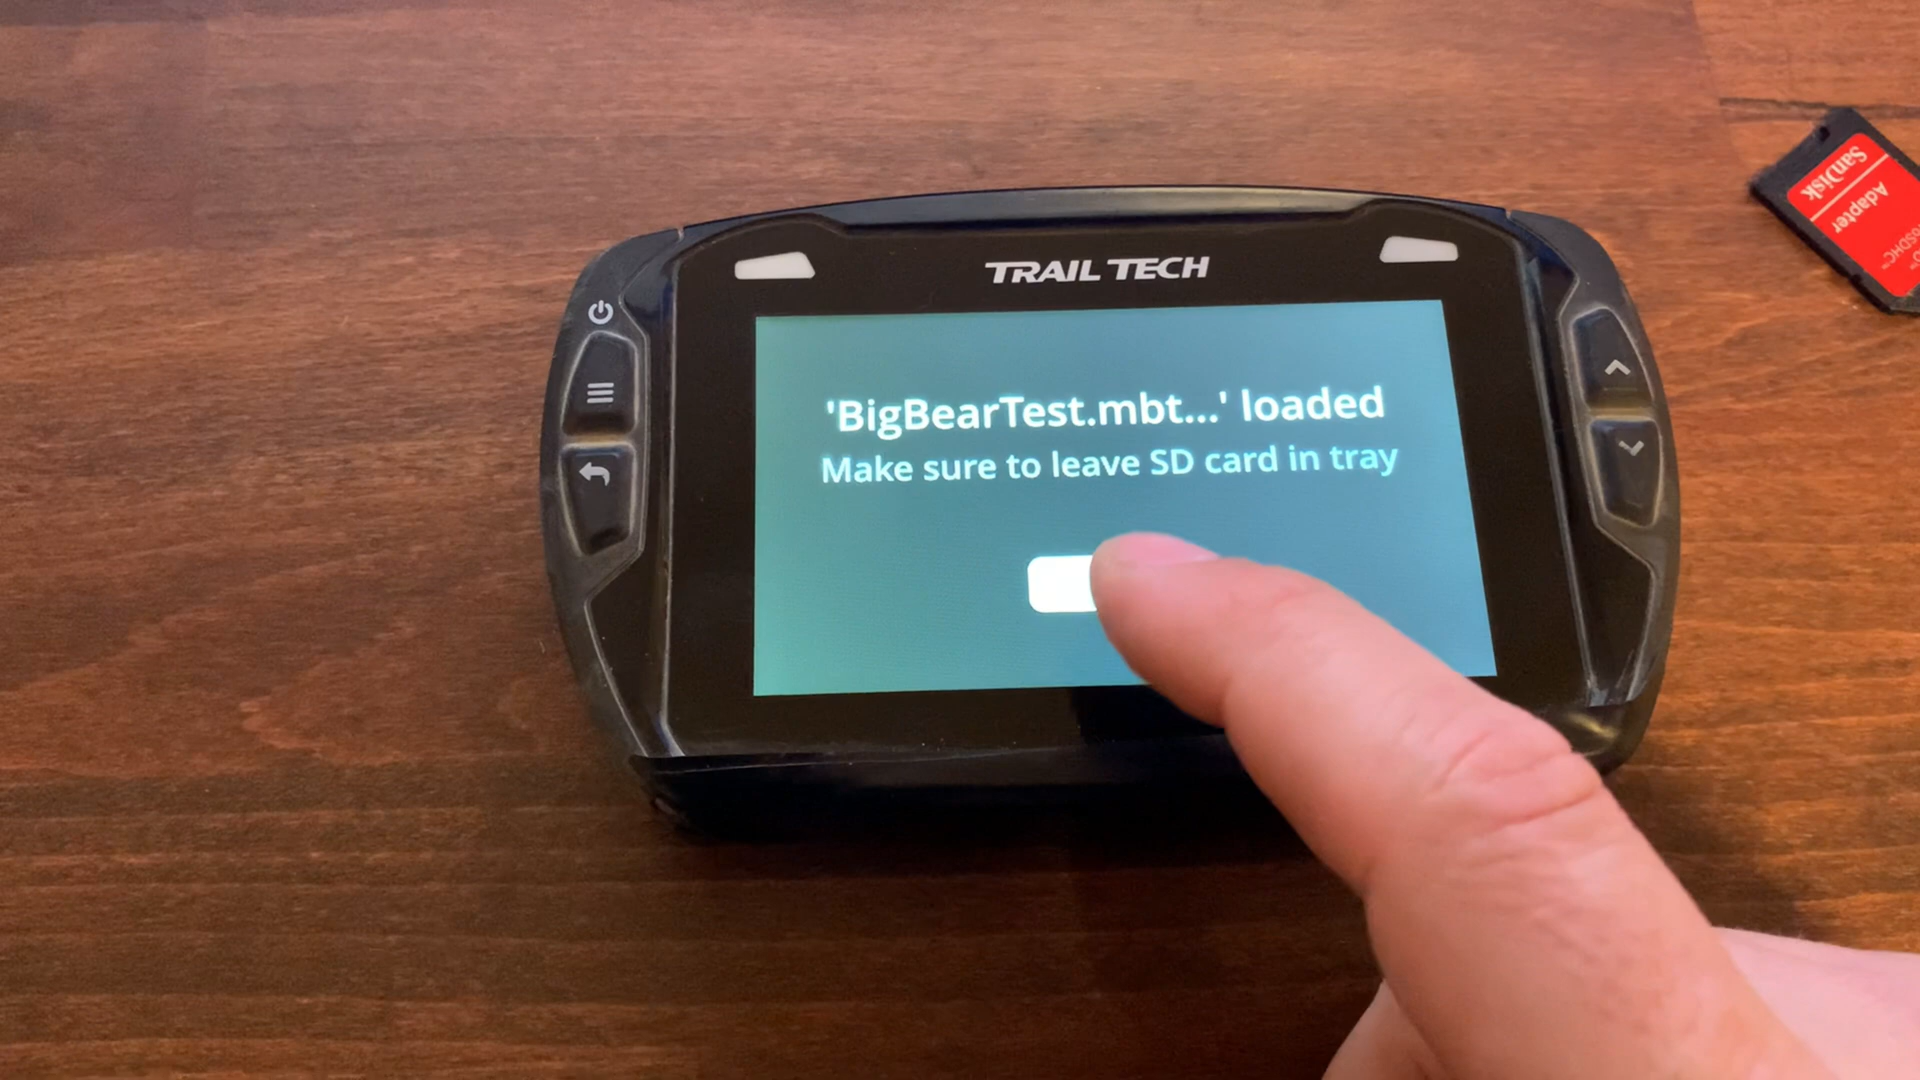 TRAIL TECH
'BigBearTest.mbt...' loaded
Make sure to leave SD card in tray
SanDisk
Adapter